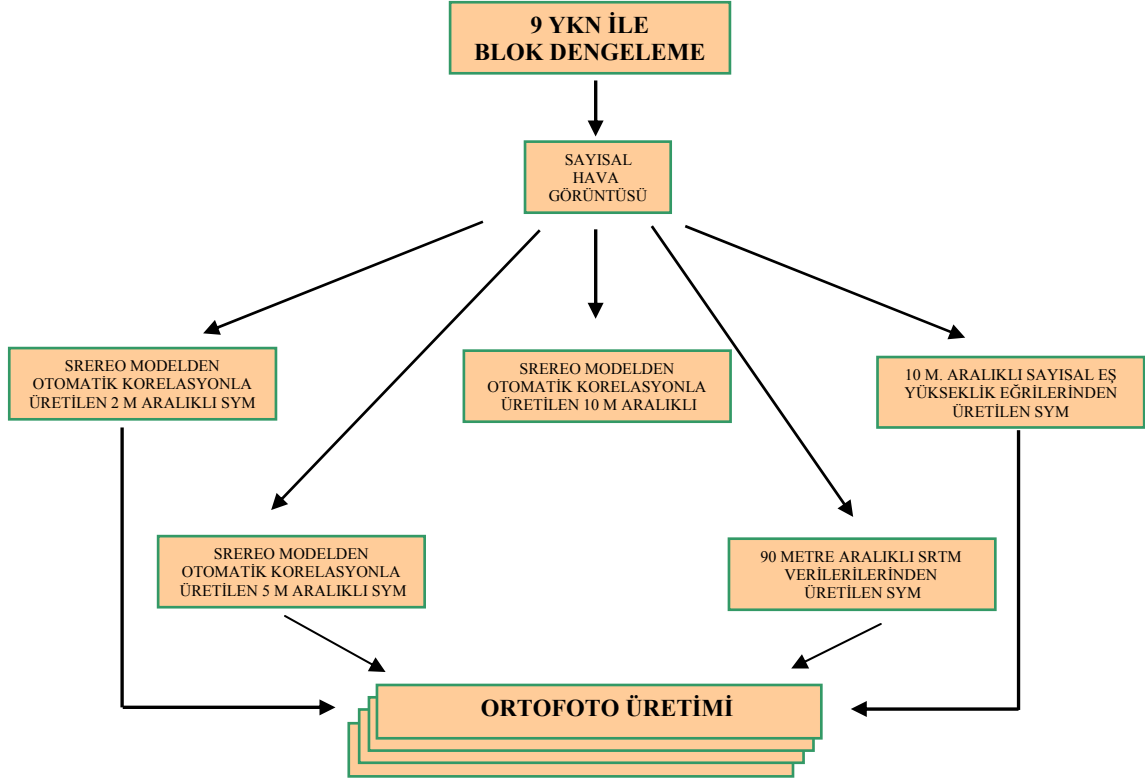 9 YKN İLE
BLOK DENGELEME
SAYISAL
HAVA
GÖRÜNTÜSÜ
SREREO MODELDEN
OTOMATİK KORELASYONLA
ÜRETİLEN 2 M ARALIKLI SYM
SREREO MODELDEN
OTOMATİK KORELASYONLA
ÜRETİLEN 10 M ARALIKLI
10 M. ARALIKLI SAYISAL EŞ
YÜKSEKLİK EĞRİLERİNDEN
ÜRETİLEN SYM
SREREO MODELDEN
OTOMATİK KORELASYONLA
ÜRETİLEN 5 M ARALIKLI SYM
90 METRE ARALIKLI SRTM
VERİLERİLERİNDEN
ÜRETİLEN SYM
ORTOFOTO ÜRETİMİ